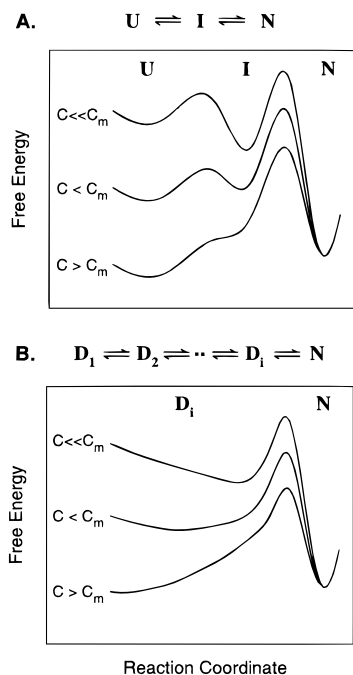 A. U ⇌ I ⇌ N
U I N
C<<Cm
C < Cm
C > Cm
Free Energy
B. D1 ⇌ D2 ⇌ ·· ⇌ Di ⇌ N
Di N
C<<Cm
C < Cm
C > Cm
Free Energy
Reaction Coordinate